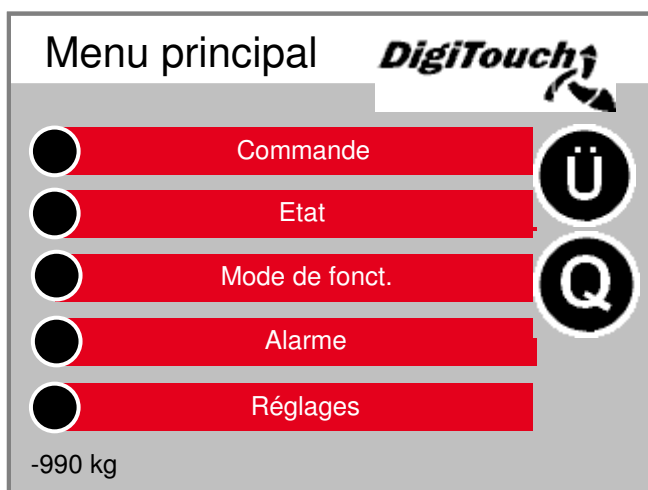 Menu principal
DigiTouch
Commande
Ü
Etat
Mode de fonct.
Q
Alarme
Réglages
-990 kg